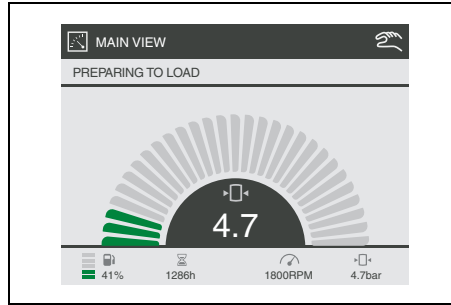 MAIN VIEW
PREPARING TO LOAD
4.7
41% 1286h 1800RPM 4.7bar